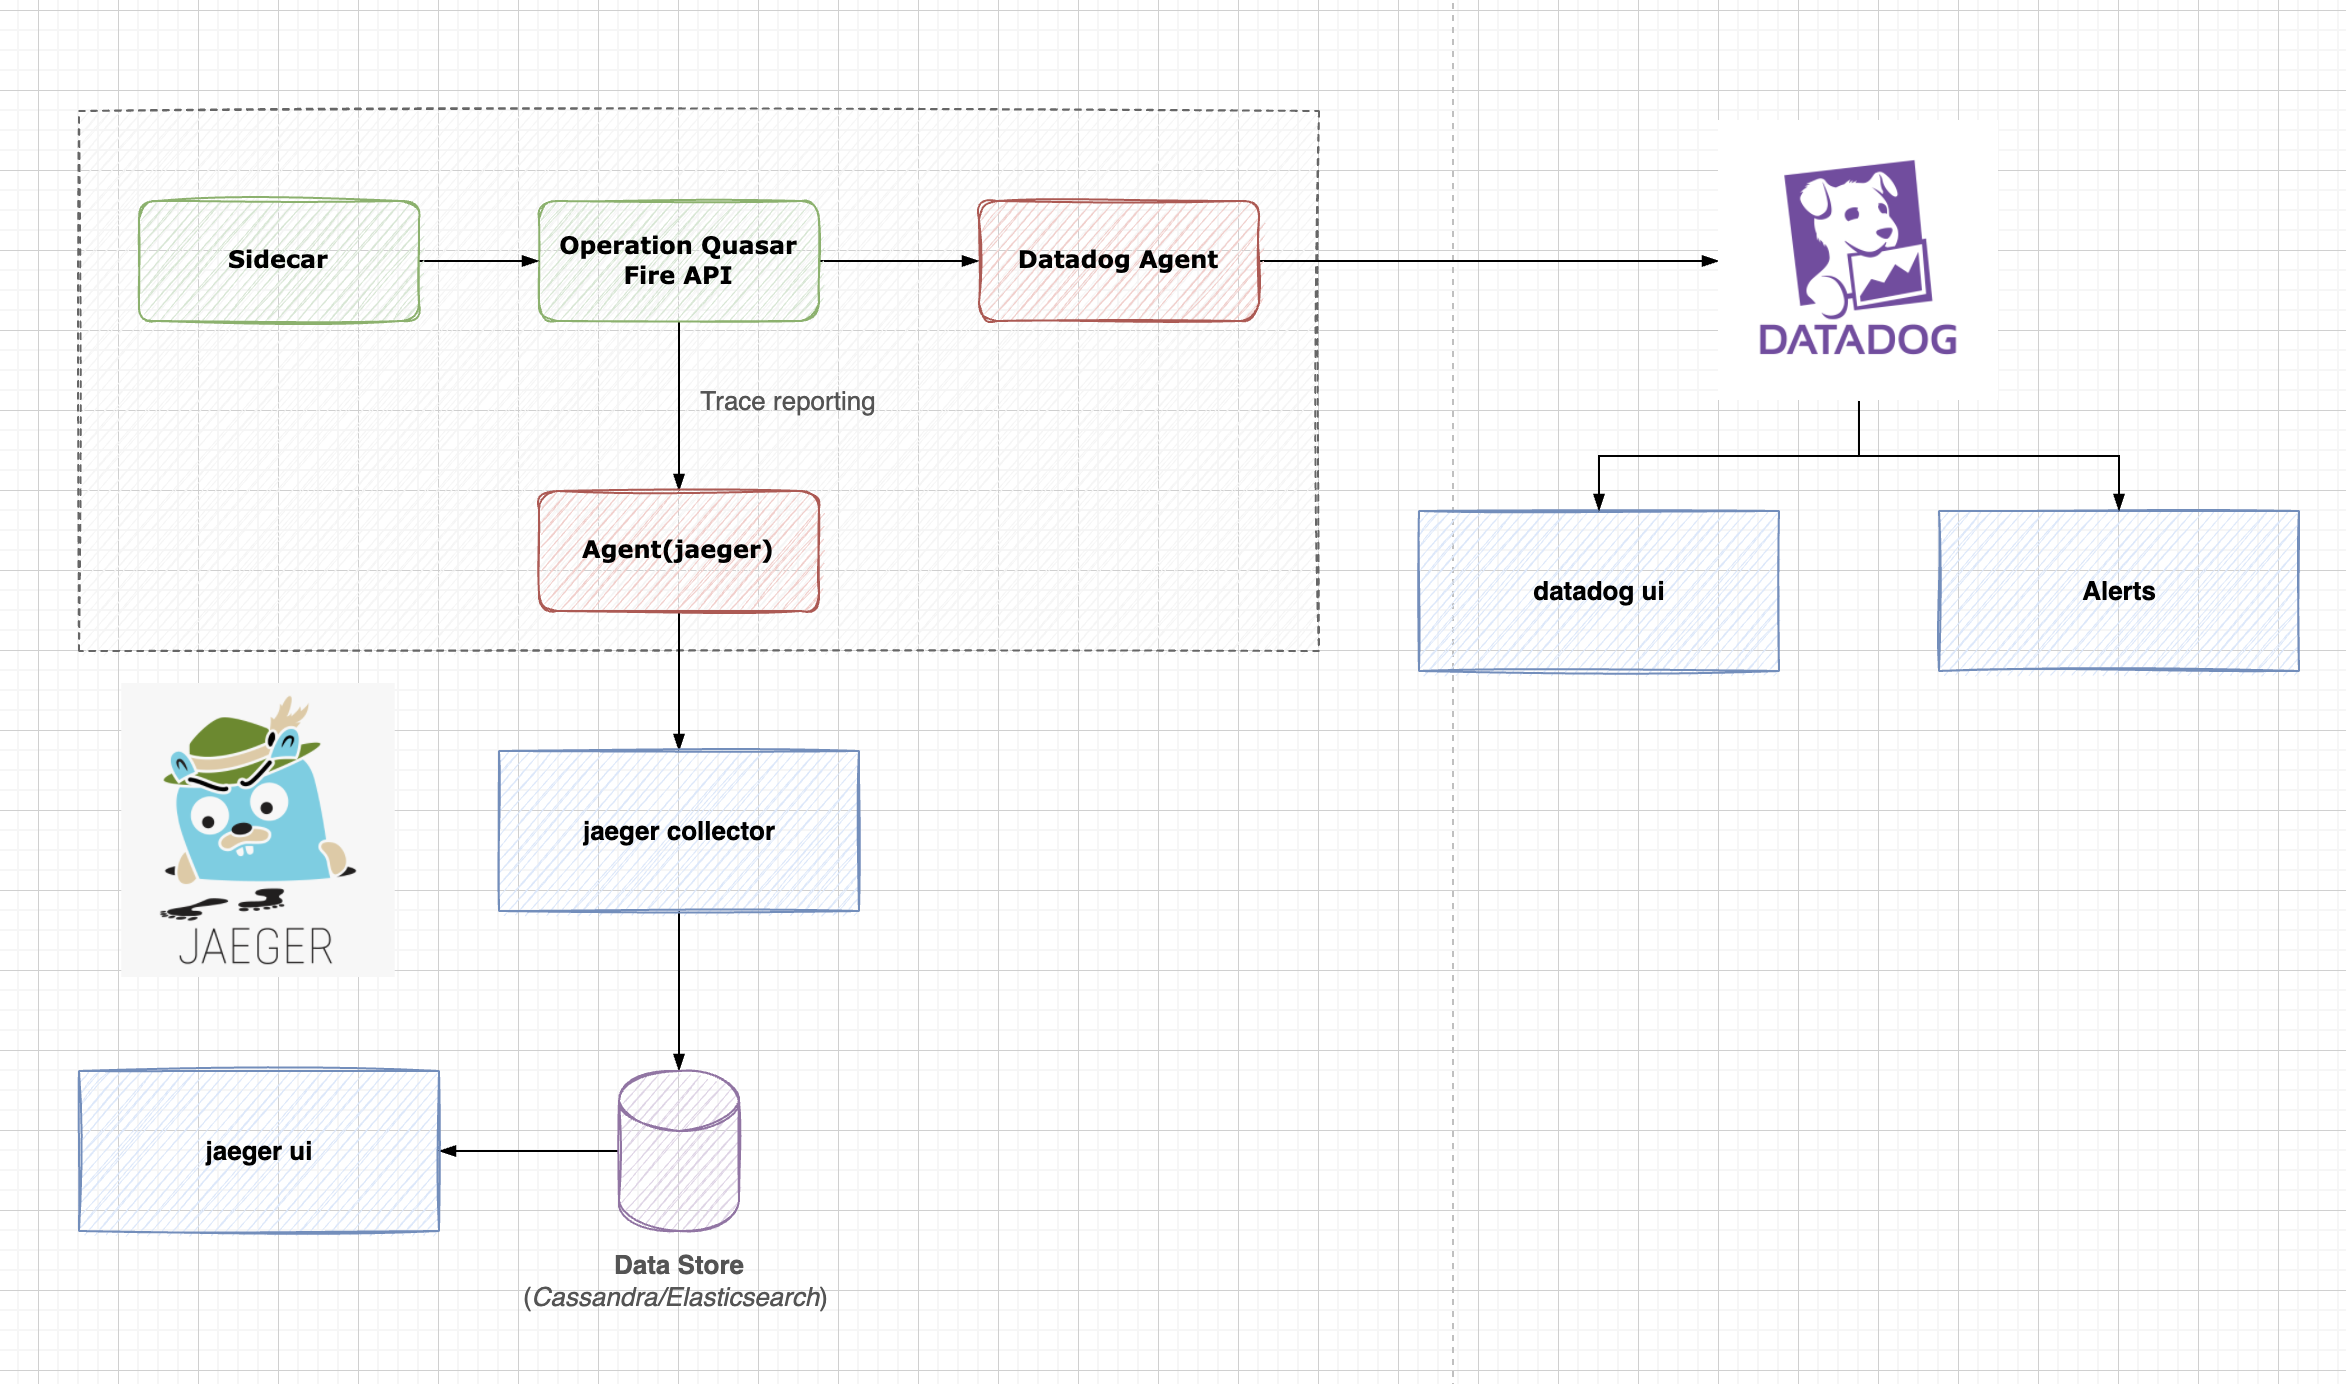 Sidecar
Operation Quasar
Fire API
Datadog Agent
DATADOG
Trace reporting
Agent(jaeger)
datadog ui
Alerts
jaeger collector
JAEGER
jaeger ui
Data Store
(Cassandra/Elasticsearch)